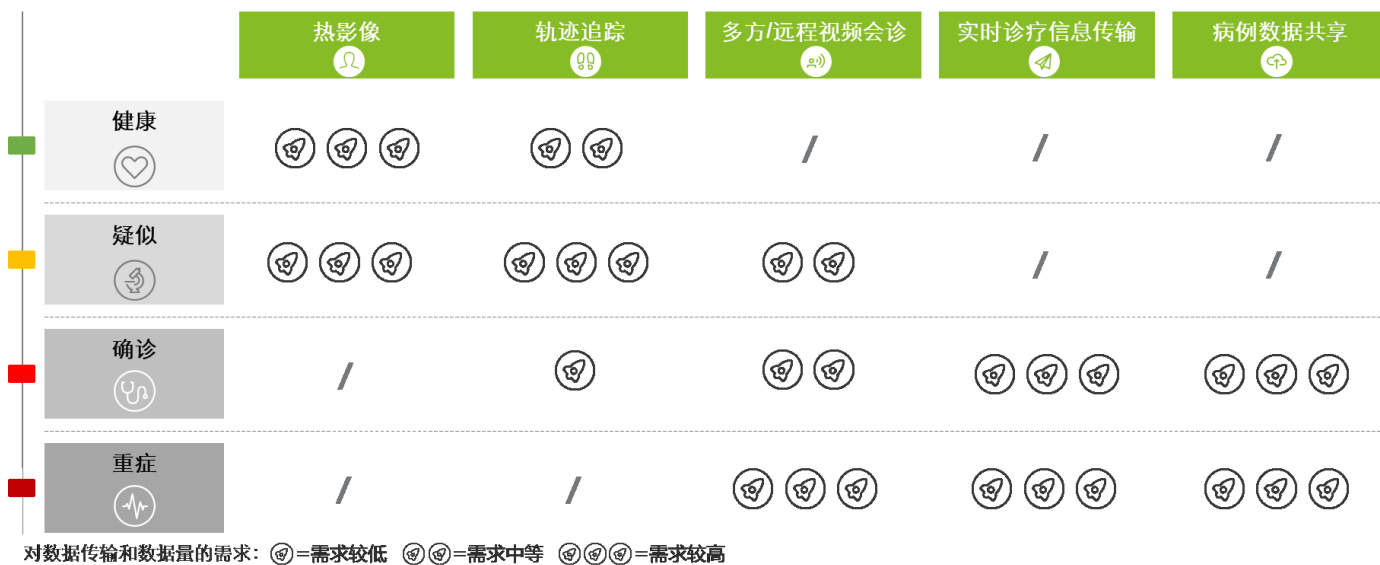 热影像
轨迹追踪
多方/远程视频会诊
实时诊疗信息传输
病例数据共享
健康
/
/
/
疑似
/
/
确诊
/
重症
/
/
对数据传输和数据量的需求： =需求较低 =需求中等 =需求较高